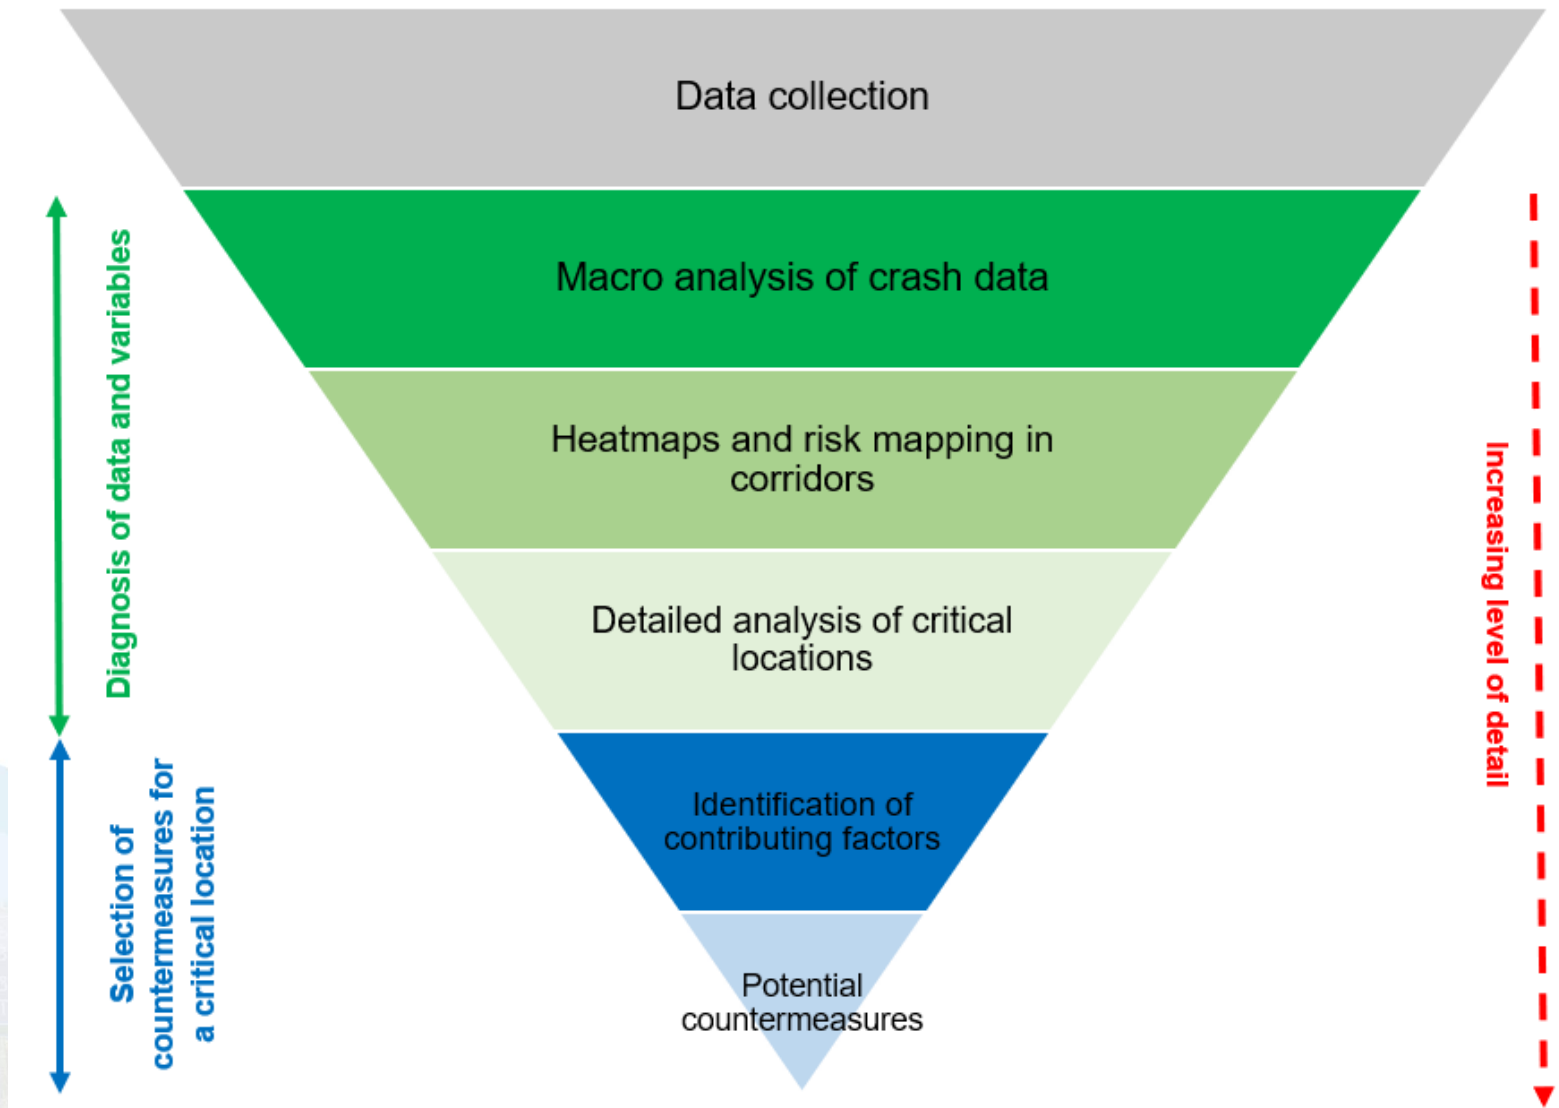 Data collection
Macro analysis of crash data
Heatmaps and risk mapping in
corridors
Detailed analysis of critical
locations
Identification of
contributing factors
Potential
countermeasures
Diagnosis of data and variables
Selection of
countermeasures for
a critical location
Increasing level of detail